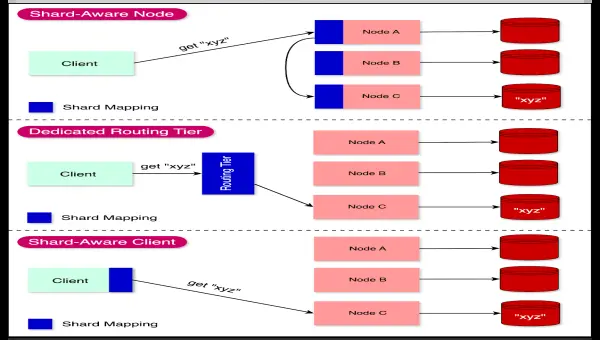 Shard-Aware Node
get "xyz"
Node A
Client
Node B
Node C
"xyz"
Shard Mapping
Dedicated Routing Tier
Node A
get "xyz"
Routing Tier
Client
Node B
Node C
"xyz"
Shard Mapping
Shard-Aware Client
Node A
Client
Node B
get "xyz"
Node C
"xyz"
Shard Mapping